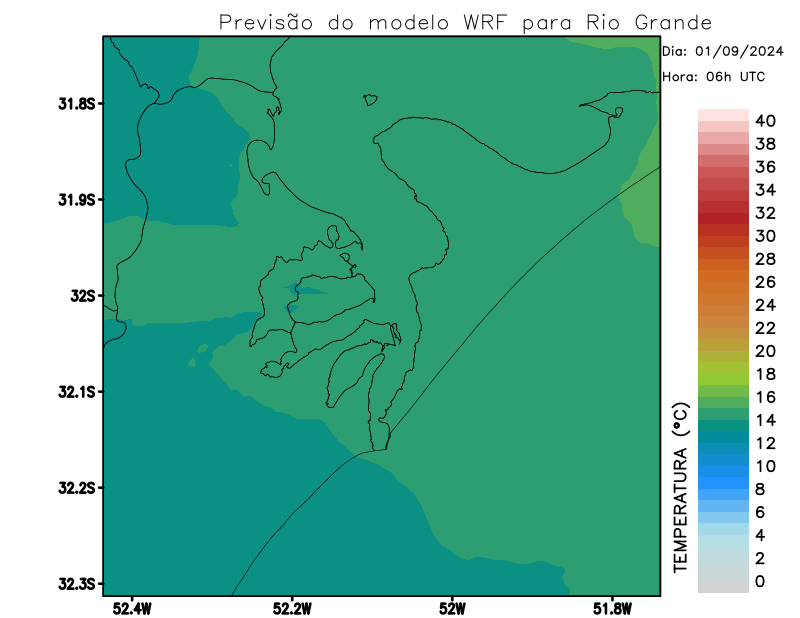 Previsão do modelo WRF para Rio Grande
Dia: 01/09/2024
Hora: 06h UTC
31.8S
31.9S
32S
32.1S
32.2S
32.3S
52.4W
52.2W
52W
51.8W
TEMPERATURA (ºC)
40
38
36
34
32
30
28
26
24
22
20
18
16
14
12
10
8
6
4
2
0